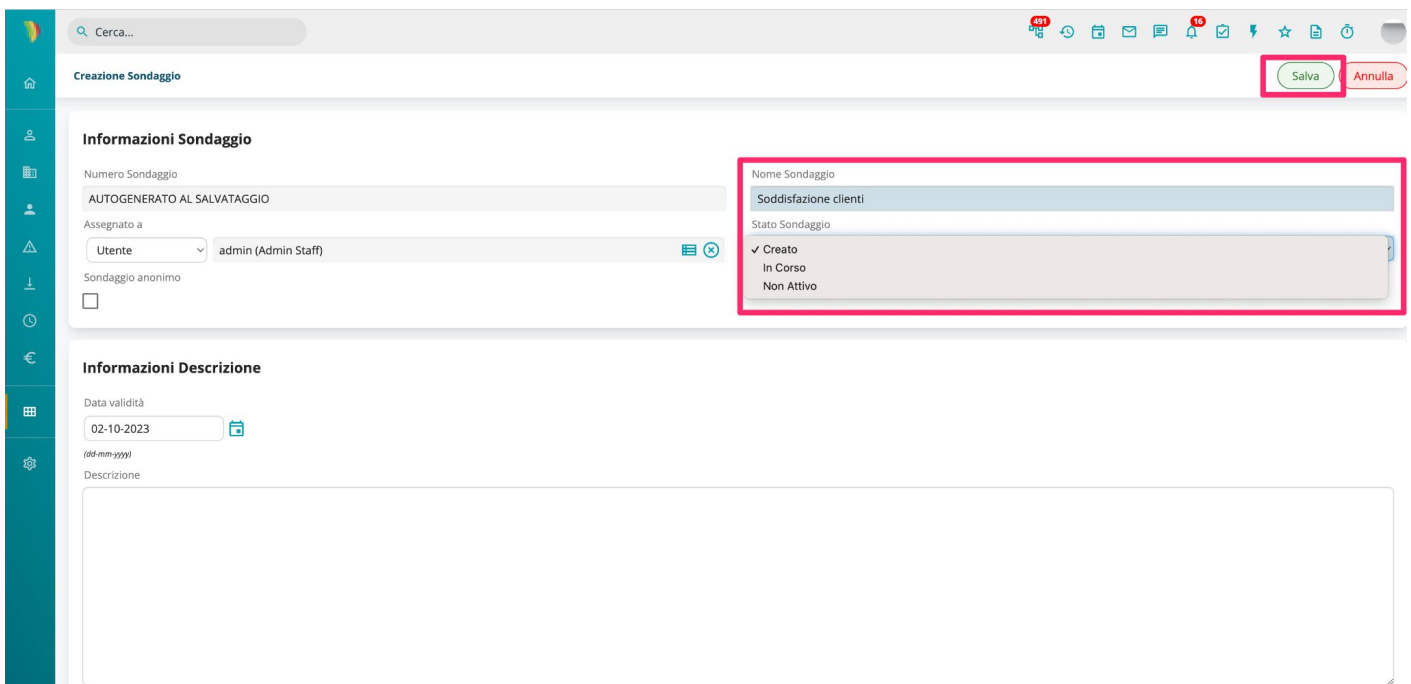 Cerca...
491
16
Creazione Sondaggio
Salva
Annulla
Informazioni Sondaggio
Numero Sondaggio
AUTOGENERATO AL SALVATAGGIO
Nome Sondaggio
Soddisfazione clienti
Assegnato a
Utente
admin (Admin Staff)
Stato Sondaggio
✓ Creato
In Corso
Non Attivo
Sondaggio anonimo
Informazioni Descrizione
Data validità
02-10-2023
(dd-mm-yyyy)
Descrizione